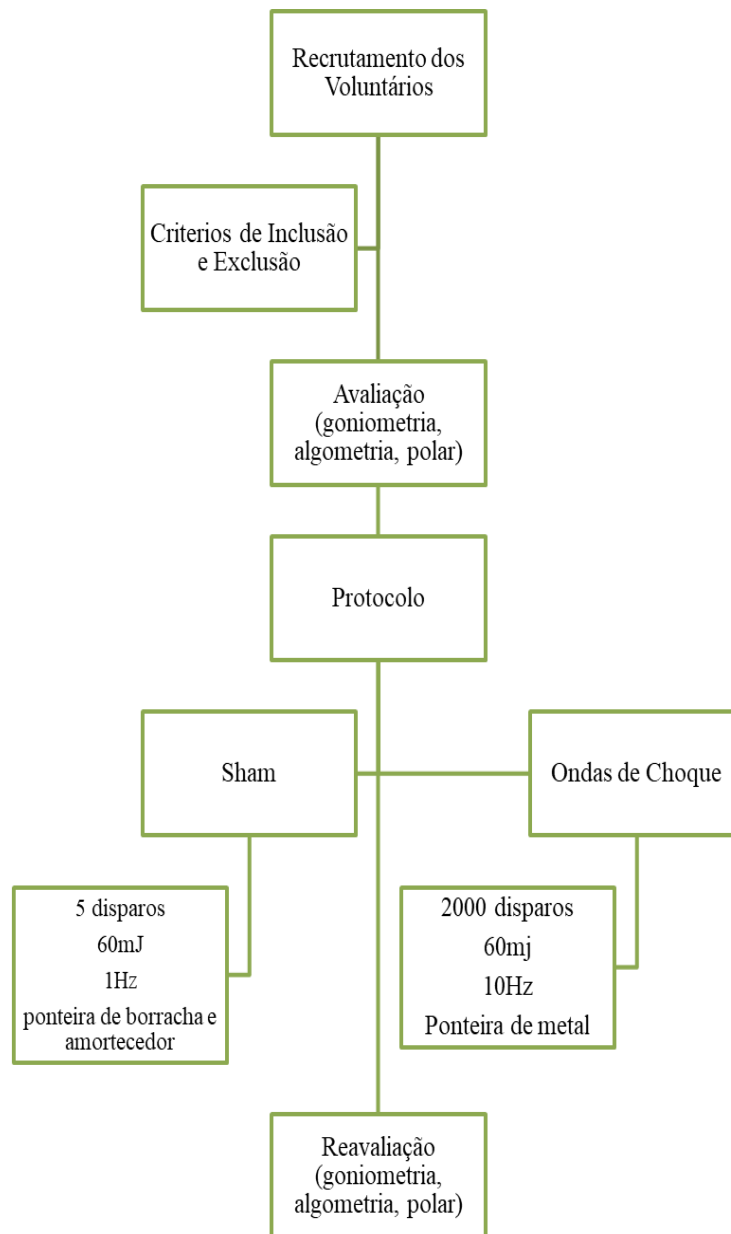 Recrutamento dos
Voluntários
Criterios de Inclusão
e Exclusão
Avaliação
(goniometria,
algometria, polar)
Protocolo
Sham
Ondas de Choque
5 disparos
60mJ
1Hz
ponteira de borracha e
amortecedor
2000 disparos
60mj
10Hz
Ponteira de metal
Reavaliação
(goniometria,
algometria, polar)